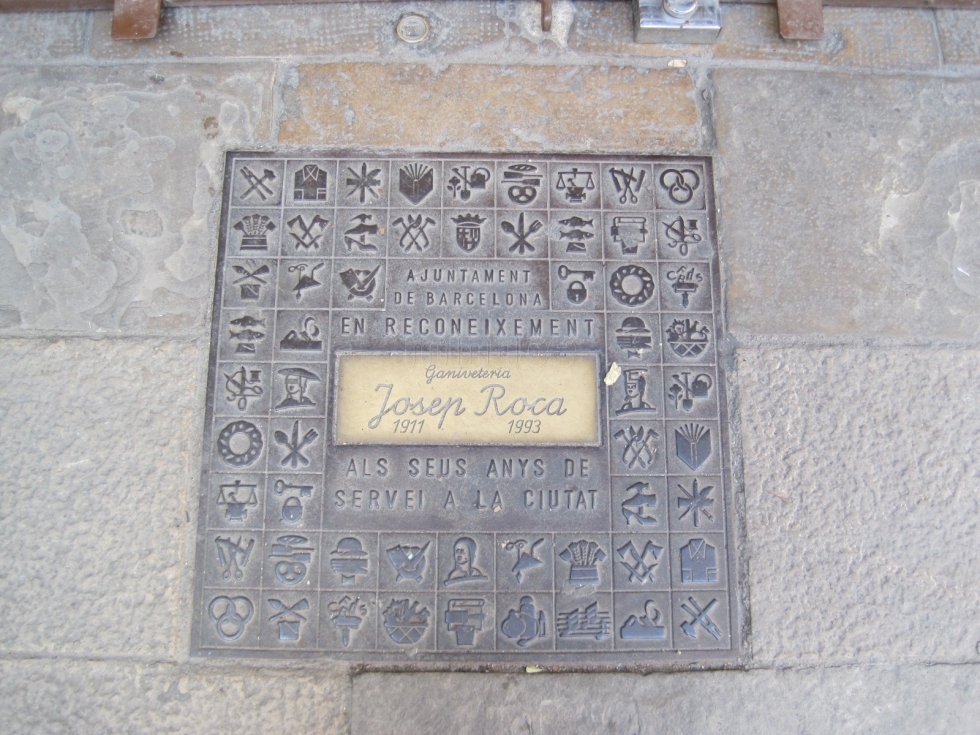 AJUNTAMENT
DE BARCELONA
EN RECONEIXEMENT
Ganiveteria
Josep Roca
1911 1993
ALS SEUS ANYS DE
SERVEI A LA CIUTAT